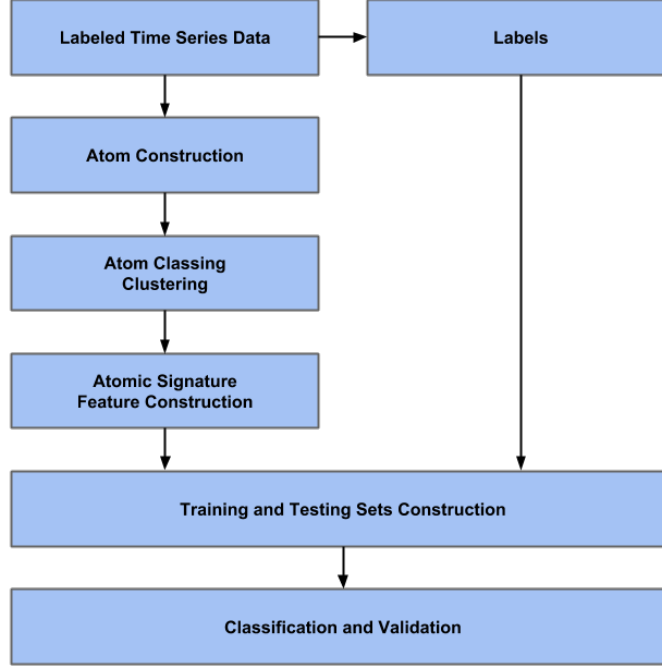 Labeled Time Series Data
Labels
Atom Construction
Atom Classing
Clustering
Atomic Signature
Feature Construction
Training and Testing Sets Construction
Classification and Validation